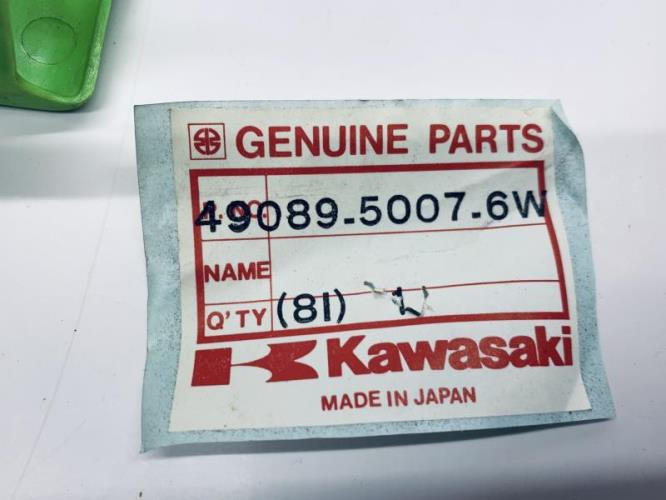 GENUINE PARTS
49089-5007-6W
NAME
Q'TY (81)
Kawasaki
MADE IN JAPAN